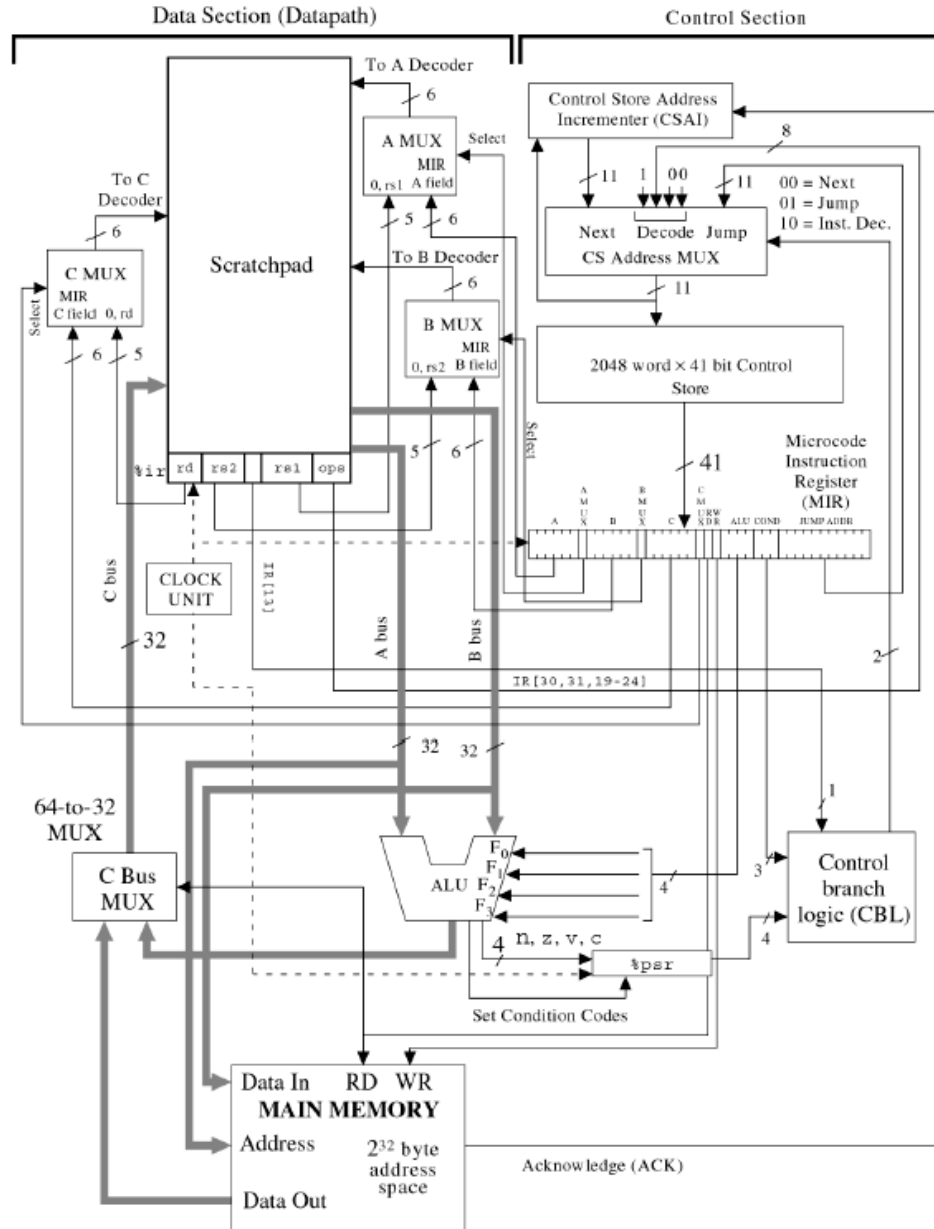 Data Section (Datapath)
Control Section
To A Decoder
6
A MUX
MIR
0, rs1
A field
Select
5
6
To C
Decoder
6
C MUX
MIR
C field
0, rd
Select
6
5
Scratchpad
To B Decoder
6
B MUX
MIR
0, rs2
B field
Select
5
6
Control Store Address
Incrementer (CSAI)
8
11
1
00
11
00 = Next
01 = Jump
10 = Inst. Dec.
Next
Decode
Jump
CS Address MUX
11
2048 word × 41 bit Control
Store
41
Microcode
Instruction
Register
(MIR)
%ir
rd
rs2
rs1
ops
A
AMUX
B
BMUX
C
CMUX
RD
WR
ALU
COND
JUMP ADDR
CLOCK
UNIT
IR[13]
C bus
32
A bus
B bus
2
IR[30,31,19-24]
32
32
64-to-32
MUX
C Bus
MUX
ALU
F0
F1
F2
F3
4
1
3
Control
branch
logic (CBL)
4
4
n, z, v, c
%psr
Set Condition Codes
Data In
RD
WR
MAIN MEMORY
Address
2^32 byte
address
space
Data Out
Acknowledge (ACK)